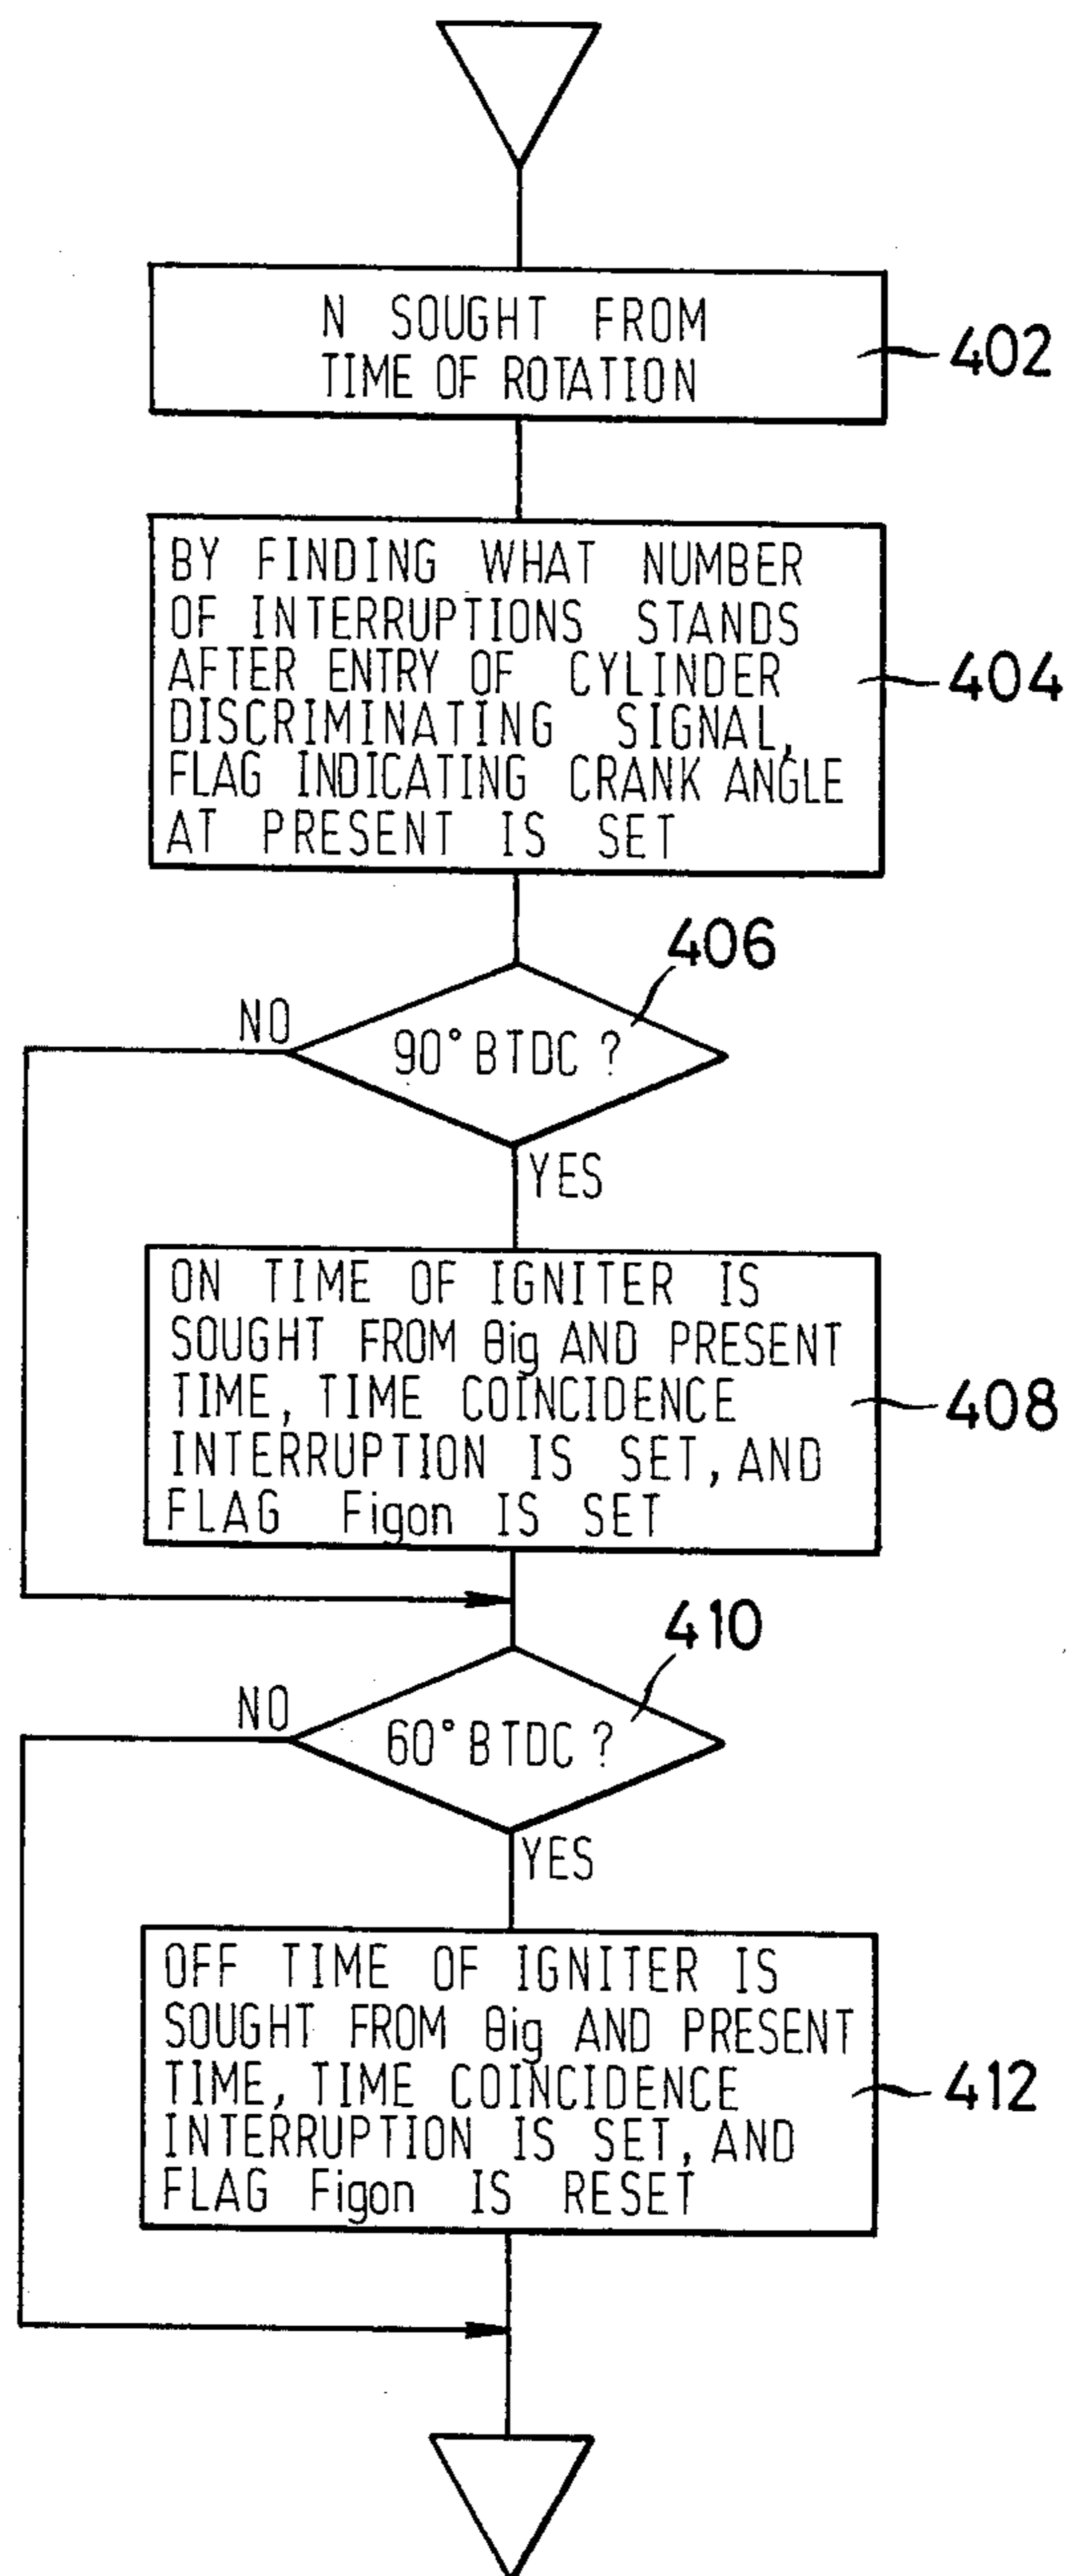 N SOUGHT FROM
TIME OF ROTATION
402
BY FINDING WHAT NUMBER
OF INTERRUPTIONS STANDS
AFTER ENTRY OF CYLINDER
DISCRIMINATING SIGNAL,
FLAG INDICATING CRANK ANGLE
AT PRESENT IS SET
404
406
NO
90° BTDC ?
YES
ON TIME OF IGNITER IS
SOUGHT FROM θig AND PRESENT
TIME, TIME COINCIDENCE
INTERRUPTION IS SET, AND
FLAG Figon IS SET
408
410
NO
60° BTDC ?
YES
OFF TIME OF IGNITER IS
SOUGHT FROM θig AND PRESENT
TIME, TIME COINCIDENCE
INTERRUPTION IS SET, AND
FLAG Figon IS RESET
412